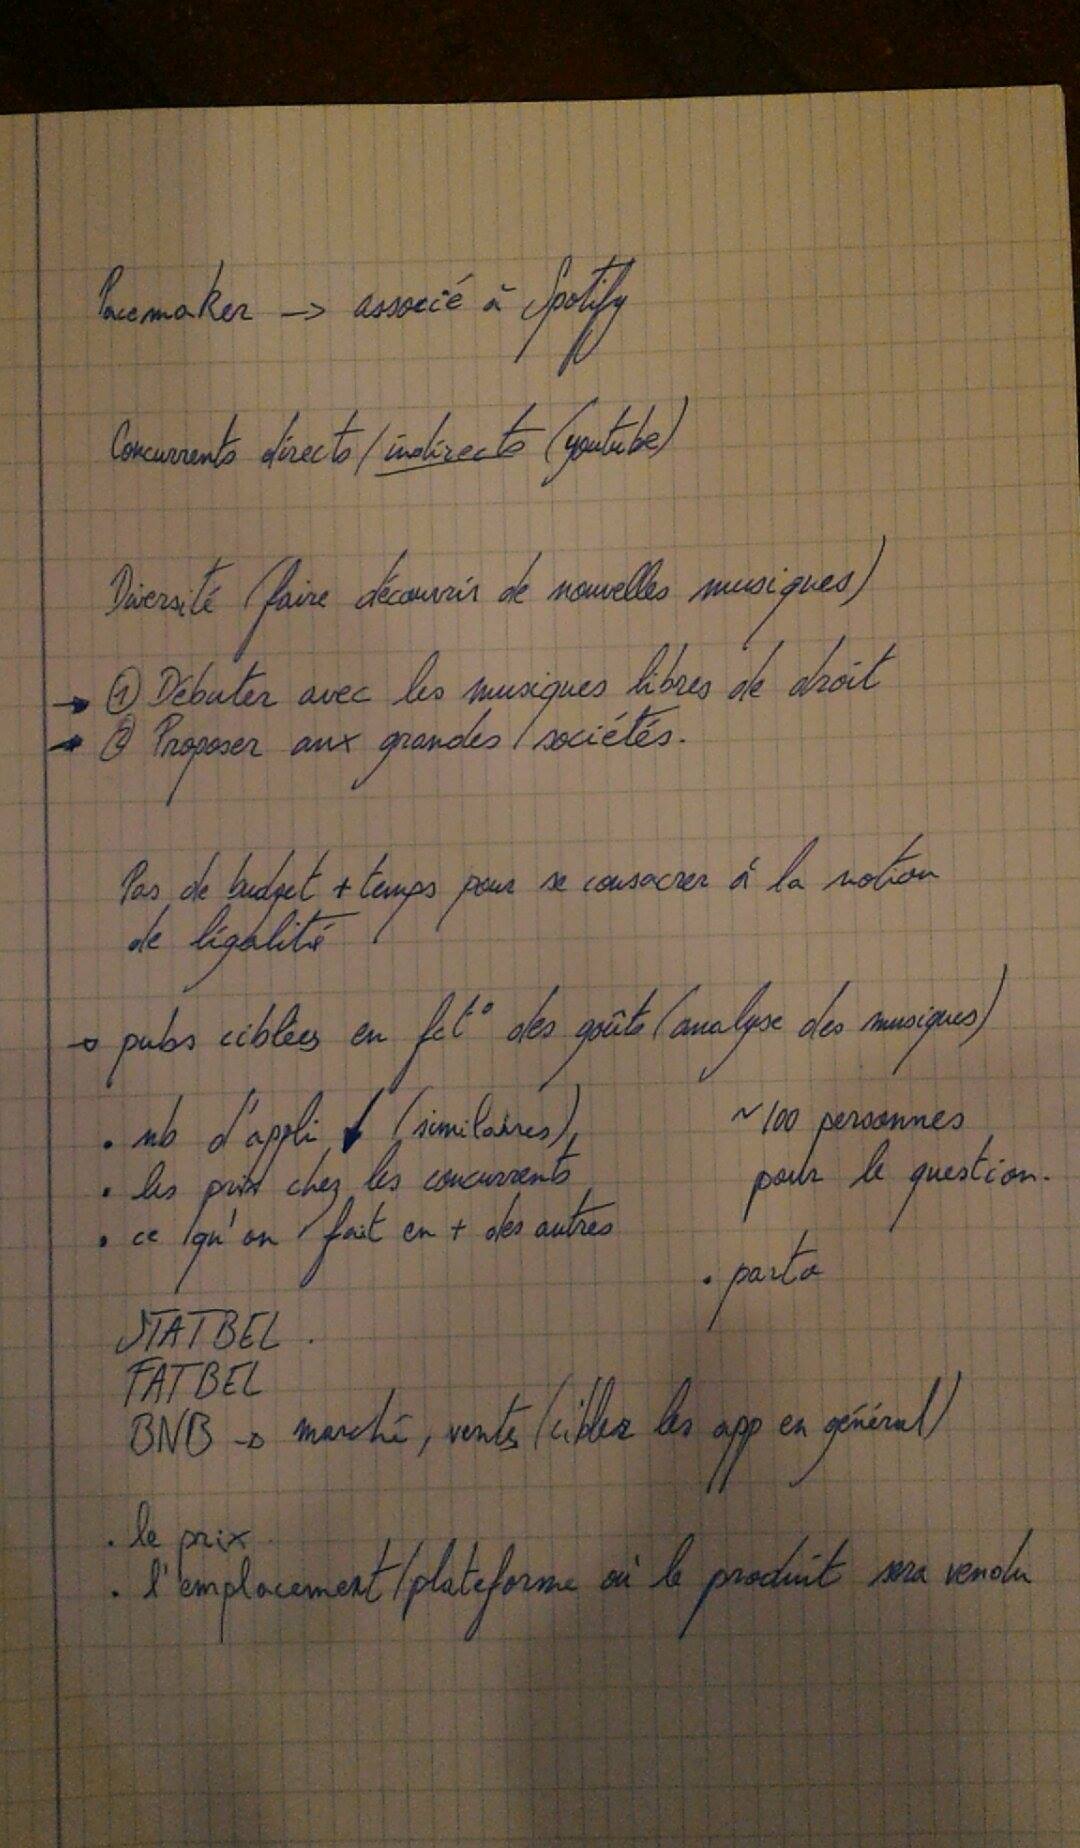 Pacemaker -> associé à Spotify
Concurrents directs / indirects (youtube)
Diversité (faire découvrir de nouvelles musiques)
→ ① Débuter avec les musiques libres de droit
→ ② Proposer aux grandes sociétés.
Pas de budget + temps pour se consacrer à la notion
de légalité
→ pubs ciblées en fct° des goûts (analyse des musiques)
• nb d'appli ↓ (similaires)
• les prix chez les concurrents
• ce qu'on fait en + des autres
~100 personnes
pour le question.
• parta
STATBEL.
FATBEL
BNB → marché, ventes (cibler les app en général)
• le prix
• l'emplacement/plateforme où le produit sera vendu